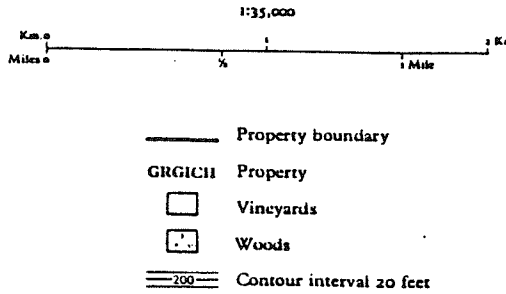 1:35,000
Km. 0 1 2 K
Miles 0 ½ 1 Mile
Property boundary
GRGICH Property
Vineyards
Woods
200 Contour interval 20 feet